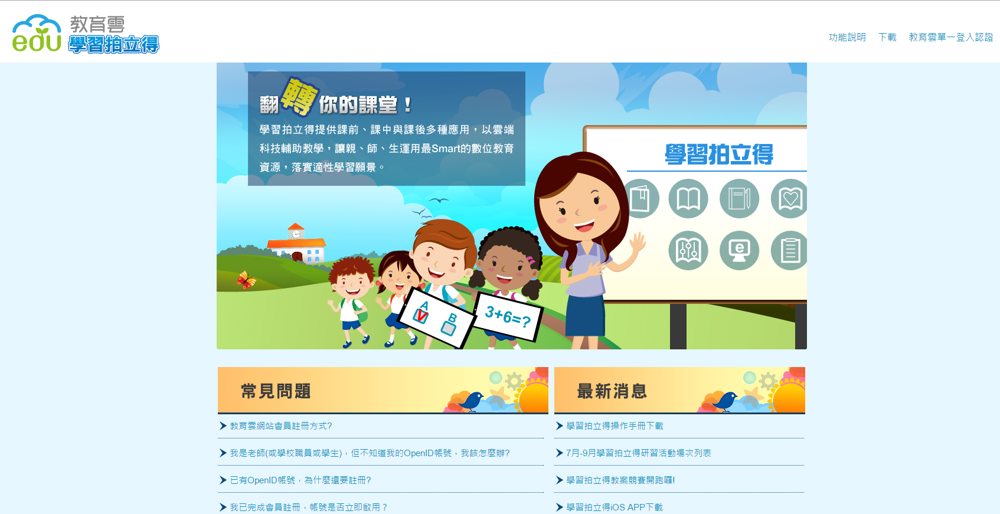 教育雲
edu
學習拍立得
功能說明 下載 教育雲單一登入認證
翻轉你的課堂！
學習拍立得提供課前、課中與課後多種應用，以雲端
科技輔助教學，讓親、師、生運用最Smart的數位教育
資源，落實適性學習願景。
學習拍立得
e
A
V
B
3+6=?
常見問題
教育雲網站會員註冊方式?
我是老師(或學校職員或學生)，但不知道我的OpenID帳號，我該怎麼辦?
已有OpenID帳號，為什麼還要註冊?
我已完成會員註冊，帳號是否立即啟用？
最新消息
學習拍立得操作手冊下載
7月-9月學習拍立得研習活動場次列表
學習拍立得教案競賽開跑囉!
學習拍立得iOS APP下載